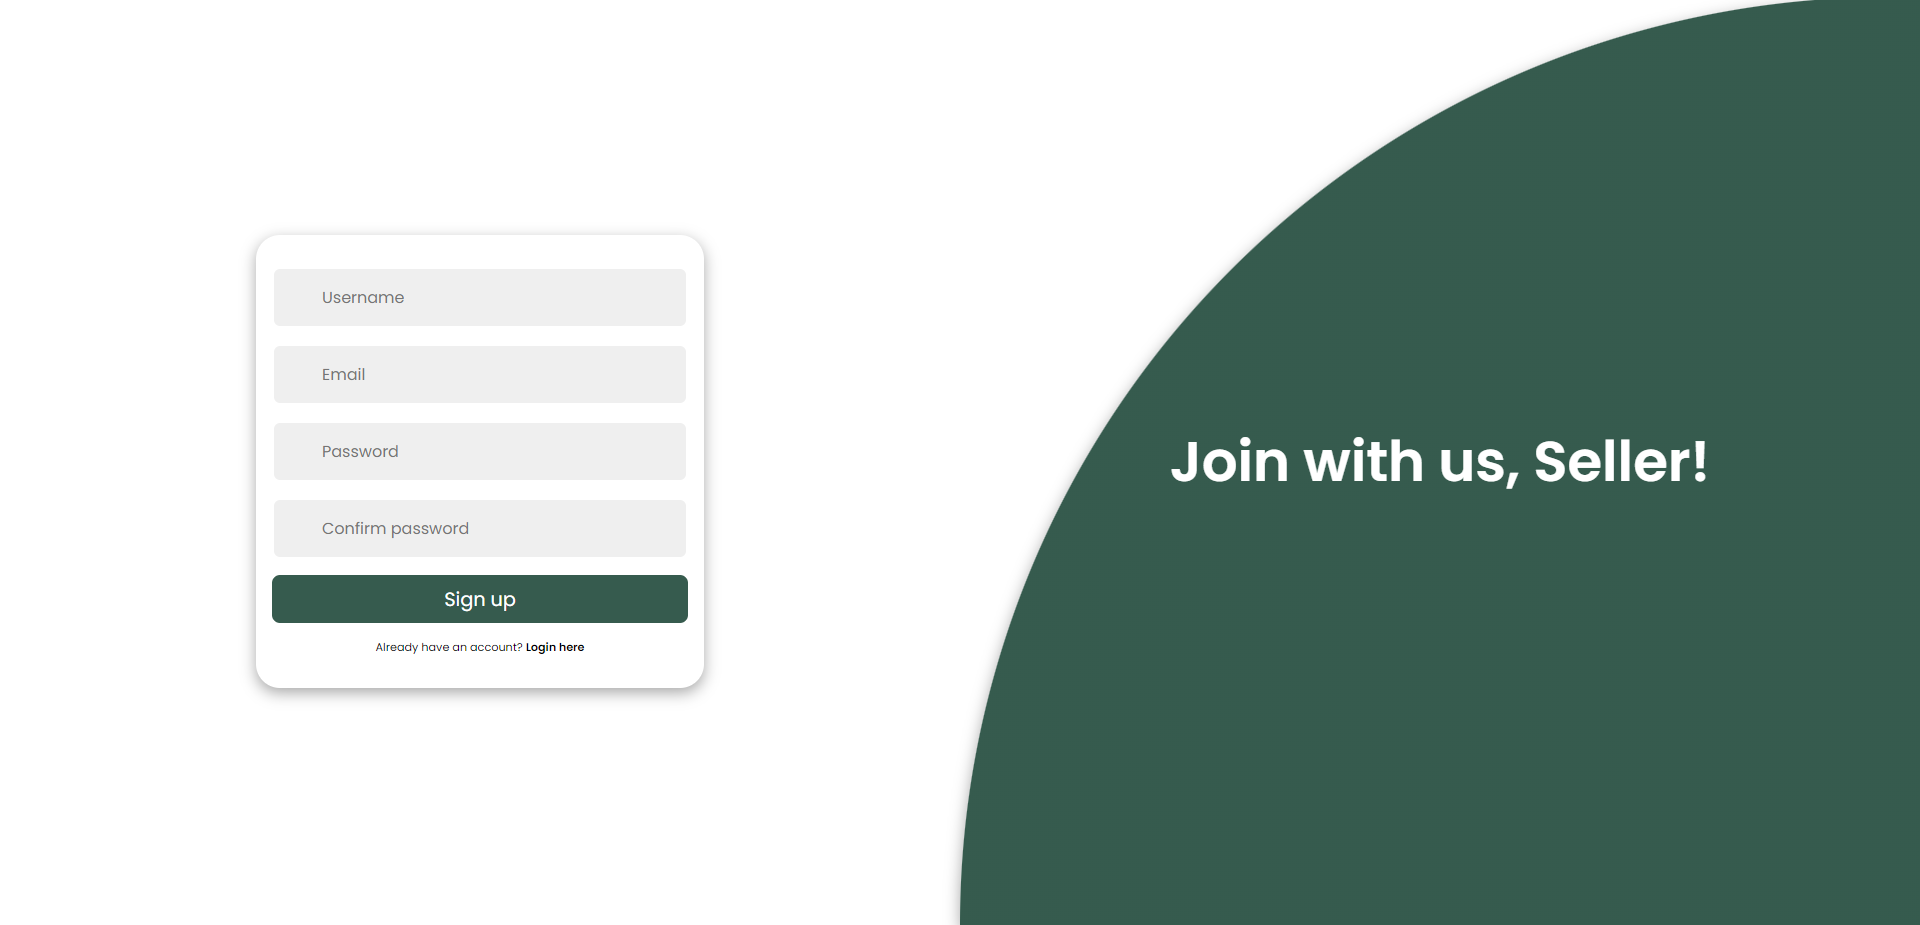 Username
Email
Password
Confirm password
Sign up
Already have an account? Login here
Join with us, Seller!